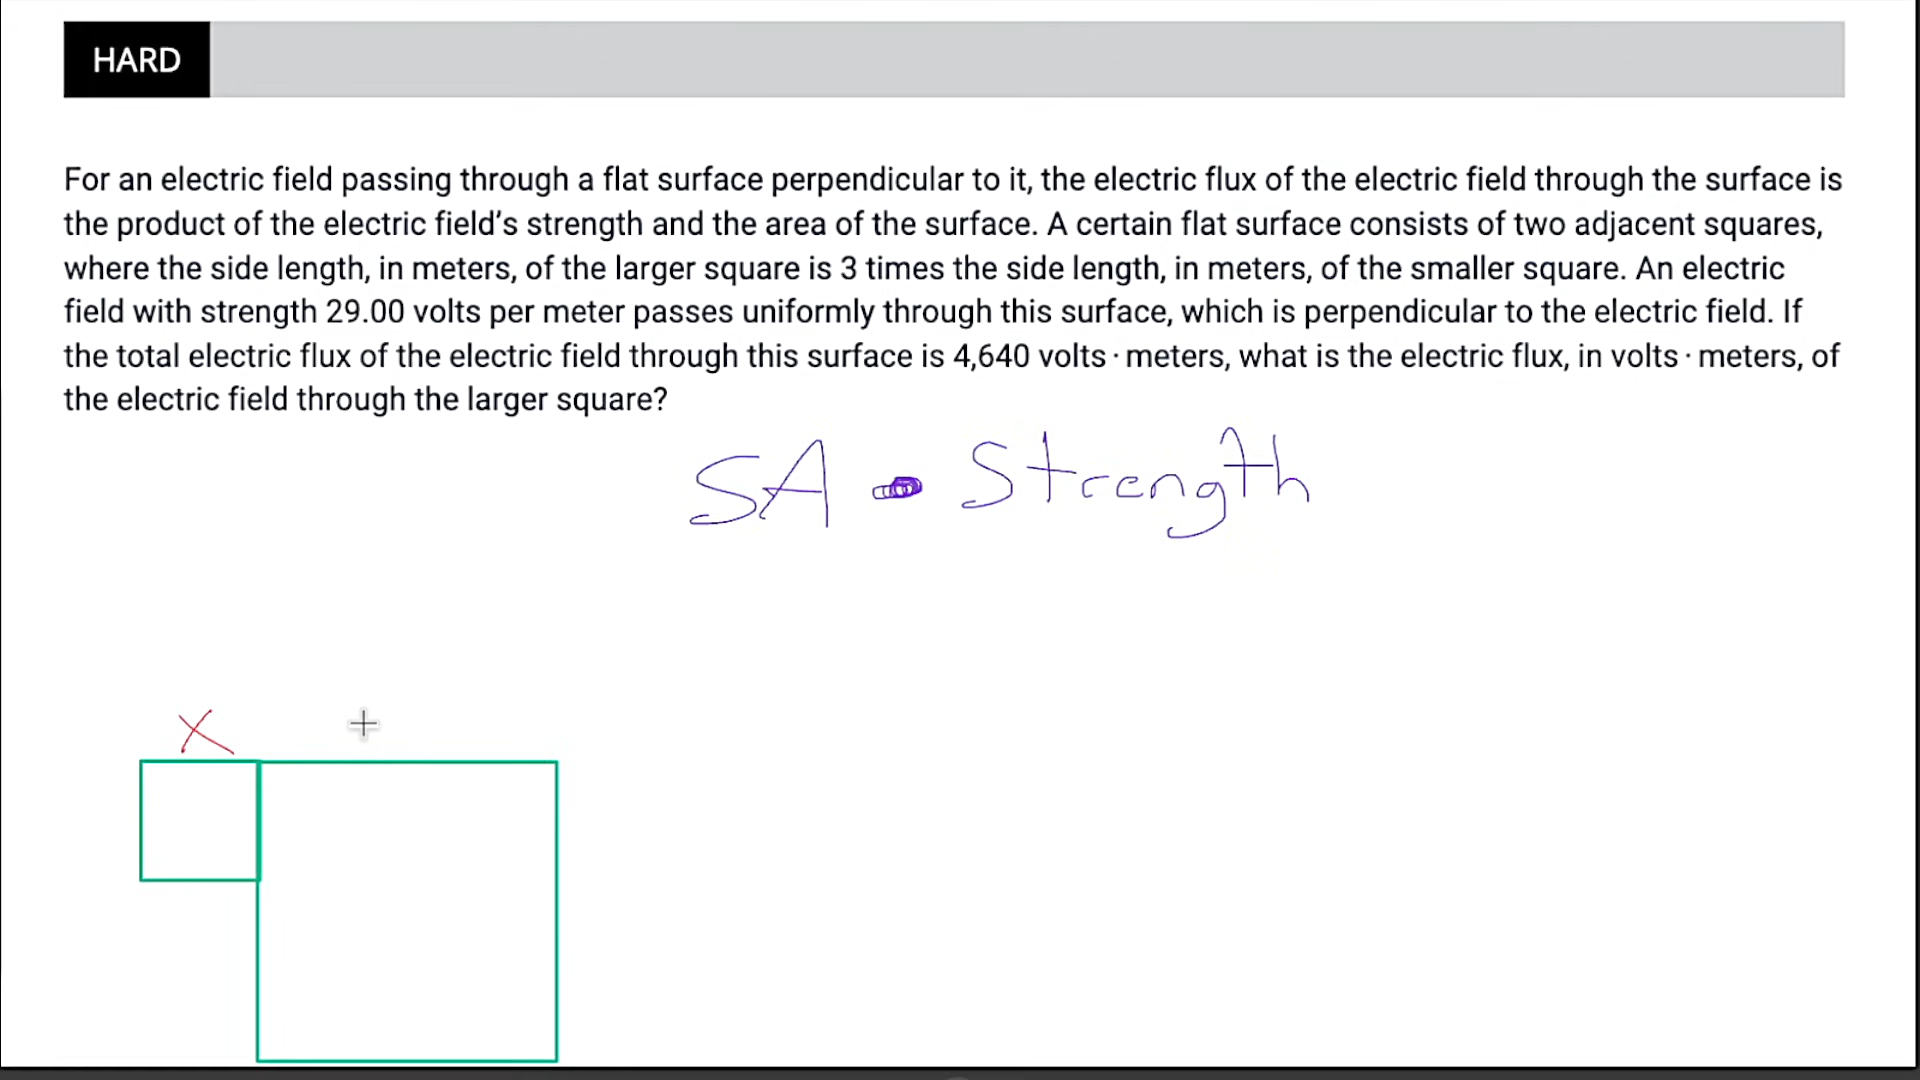 HARD
For an electric field passing through a flat surface perpendicular to it, the electric flux of the electric field through the surface is
the product of the electric field’s strength and the area of the surface. A certain flat surface consists of two adjacent squares,
where the side length, in meters, of the larger square is 3 times the side length, in meters, of the smaller square. An electric
field with strength 29.00 volts per meter passes uniformly through this surface, which is perpendicular to the electric field. If
the total electric flux of the electric field through this surface is 4,640 volts · meters, what is the electric flux, in volts · meters, of
the electric field through the larger square?
SA • Strength
x